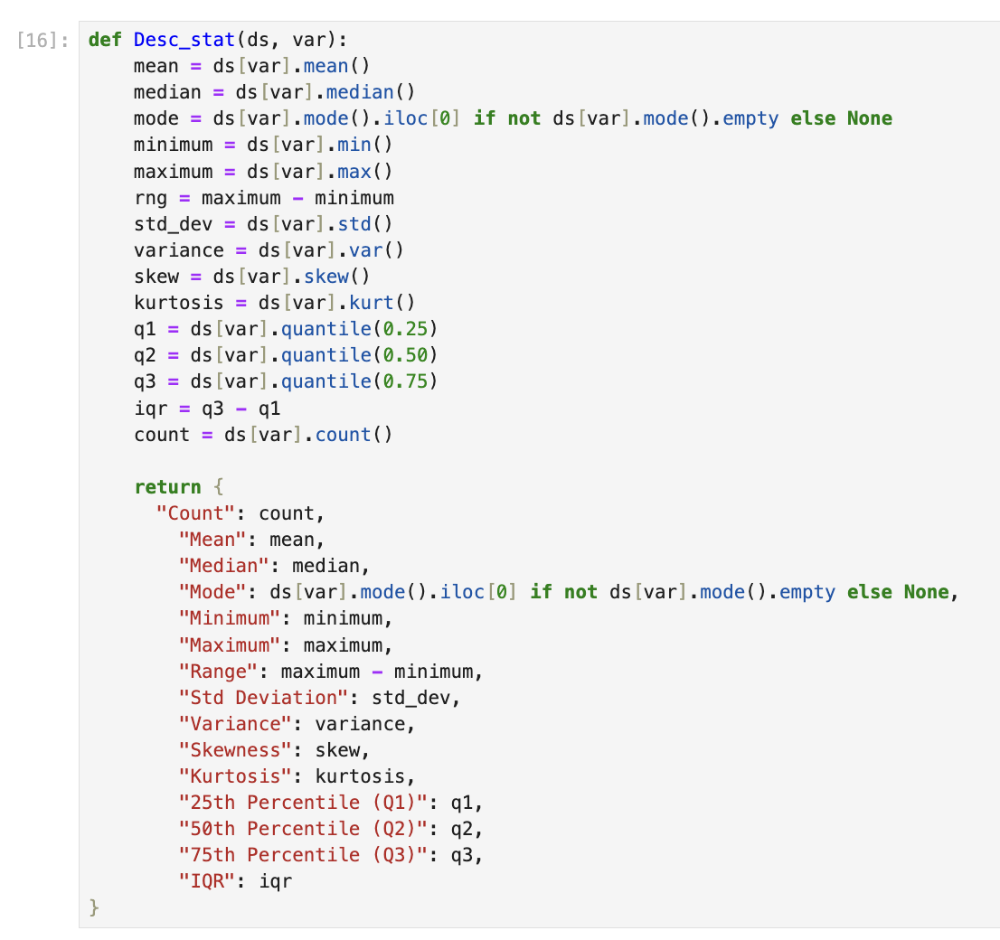 [16]: def Desc_stat(ds, var):
    mean = ds[var].mean()
    median = ds[var].median()
    mode = ds[var].mode().iloc[0] if not ds[var].mode().empty else None
    minimum = ds[var].min()
    maximum = ds[var].max()
    rng = maximum - minimum
    std_dev = ds[var].std()
    variance = ds[var].var()
    skew = ds[var].skew()
    kurtosis = ds[var].kurt()
    q1 = ds[var].quantile(0.25)
    q2 = ds[var].quantile(0.50)
    q3 = ds[var].quantile(0.75)
    iqr = q3 - q1
    count = ds[var].count()

    return {
      "Count": count,
        "Mean": mean,
        "Median": median,
        "Mode": ds[var].mode().iloc[0] if not ds[var].mode().empty else None,
        "Minimum": minimum,
        "Maximum": maximum,
        "Range": maximum - minimum,
        "Std Deviation": std_dev,
        "Variance": variance,
        "Skewness": skew,
        "Kurtosis": kurtosis,
        "25th Percentile (Q1)": q1,
        "50th Percentile (Q2)": q2,
        "75th Percentile (Q3)": q3,
        "IQR": iqr
}